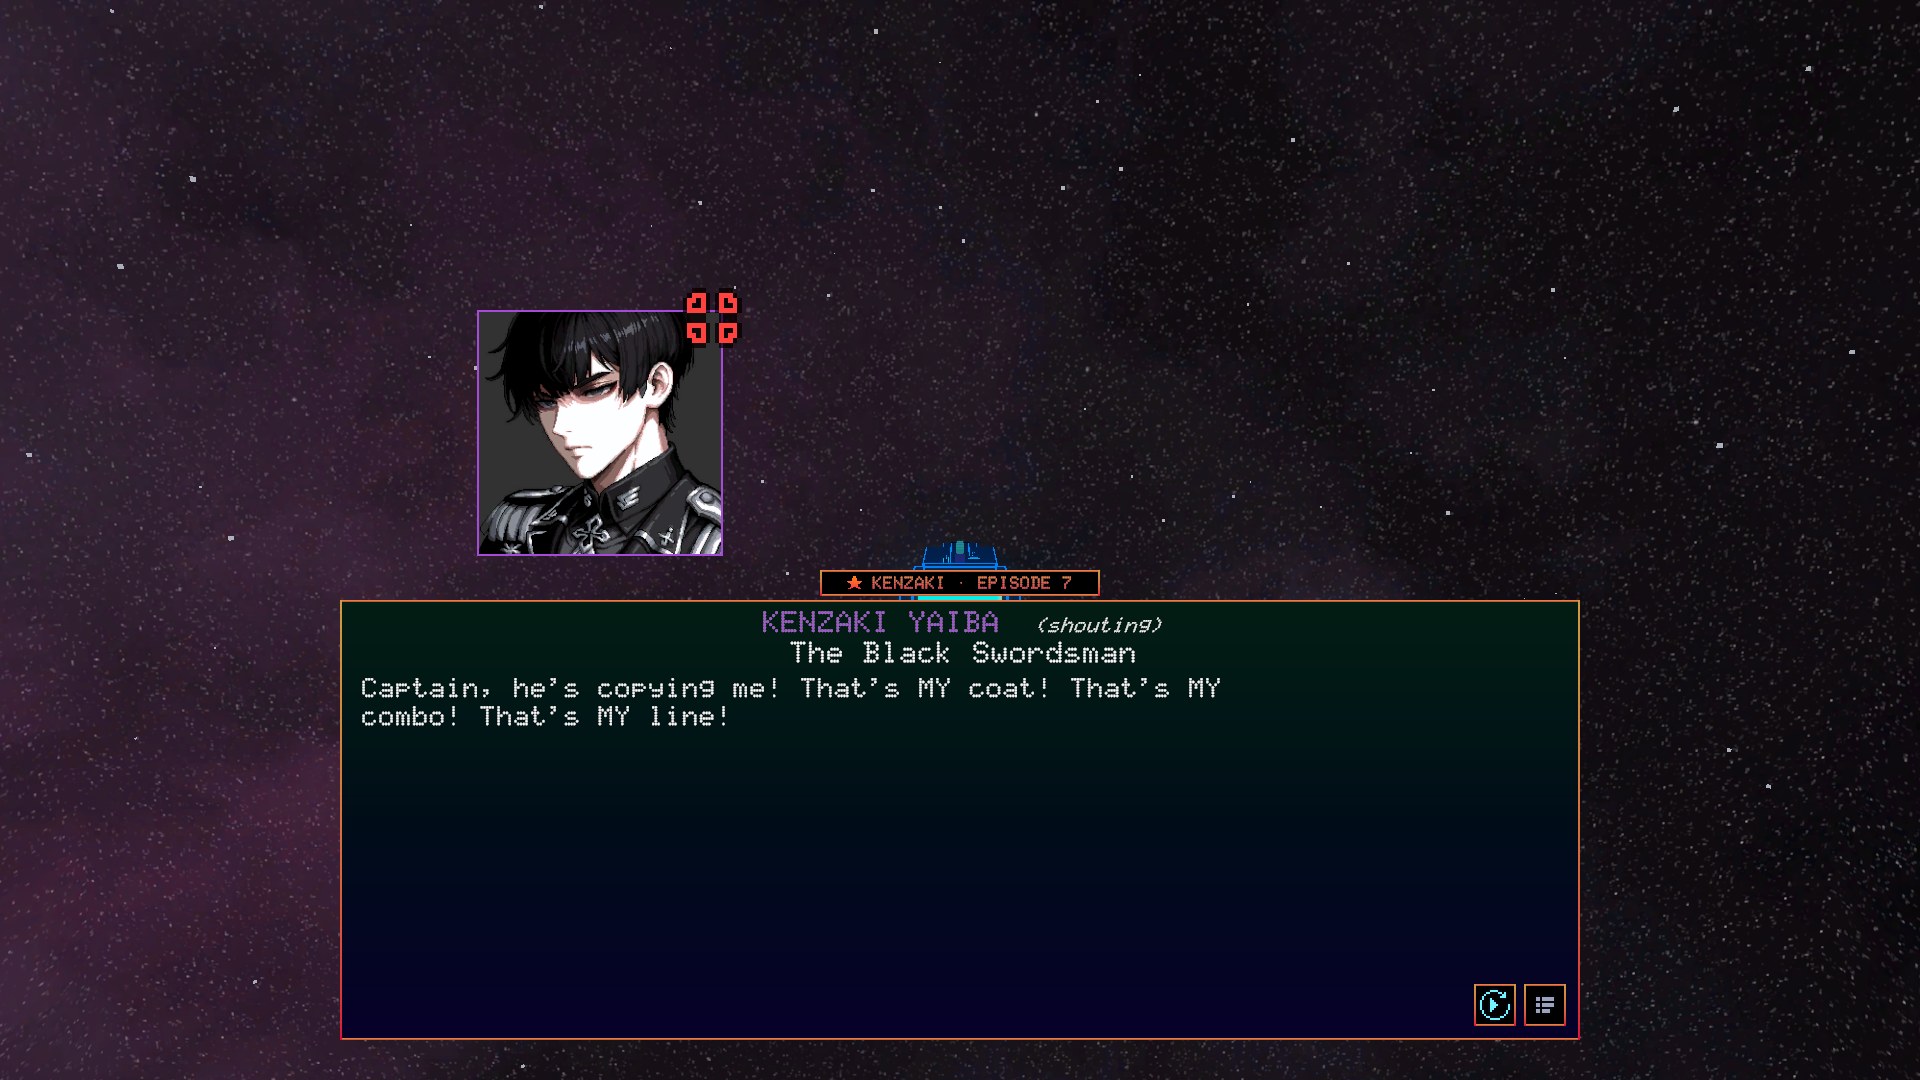 ★ KENZAKI · EPISODE 7
KENZAKI YAIBA (shouting)
The Black Swordsman
Captain, he's copying me! That's MY coat! That's MY
combo! That's MY line!